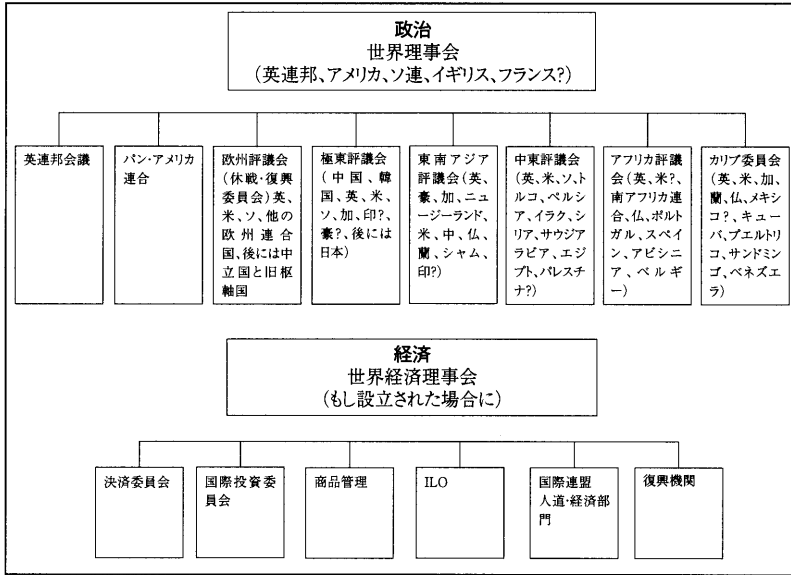 政治
世界理事会
(英連邦、アメリカ、ソ連、イギリス、フランス?)
英連邦会議
パン・アメリカ
連合
欧州評議会
(休戦・復興
委員会)英、
米、ソ、他の
欧州連合
国、後には中
立国と旧枢
軸国
極東評議会
(中国、韓
国、英、米、
ソ、加、印?、
豪?、後には
日本)
東南アジア
評議会(英、
豪、加、ニュ
ージーランド、
米、中、仏、
蘭、シャム、
印?)
中東評議会
(英、米、ソ、ト
ルコ、ペルシ
ア、イラク、シ
リア、サウジア
ラビア、エジ
プト、パレスチ
ナ?)
アフリカ評議
会(英、米?、
南アフリカ連
合、仏、ポルト
ガル、スペイ
ン、アビシニ
ア、ベルギ
ー)
カリブ委員会
(英、米、加、
蘭、仏、メキシ
コ?、キュー
バ、プエルトリ
コ、サンドミン
ゴ、ベネズエ
ラ)
経済
世界経済理事会
(もし設立された場合に)
決済委員会
国際投資委
員会
商品管理
ILO
国際連盟
人道・経済部
門
復興機関